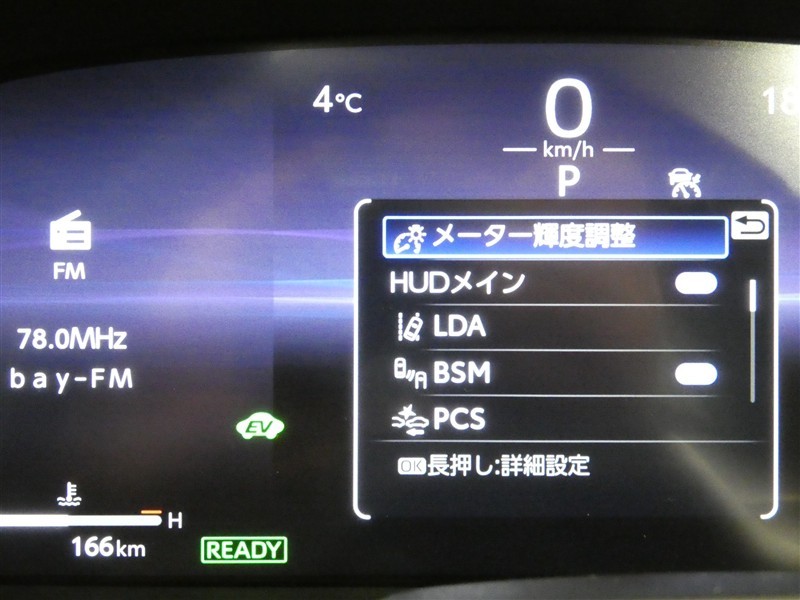 4℃
0
18
km/h
P
メーター輝度調整
FM
HUDメイン
LDA
78.0MHz
bay-FM
BSM
EV
PCS
OK長押し:詳細設定
H
166km
READY